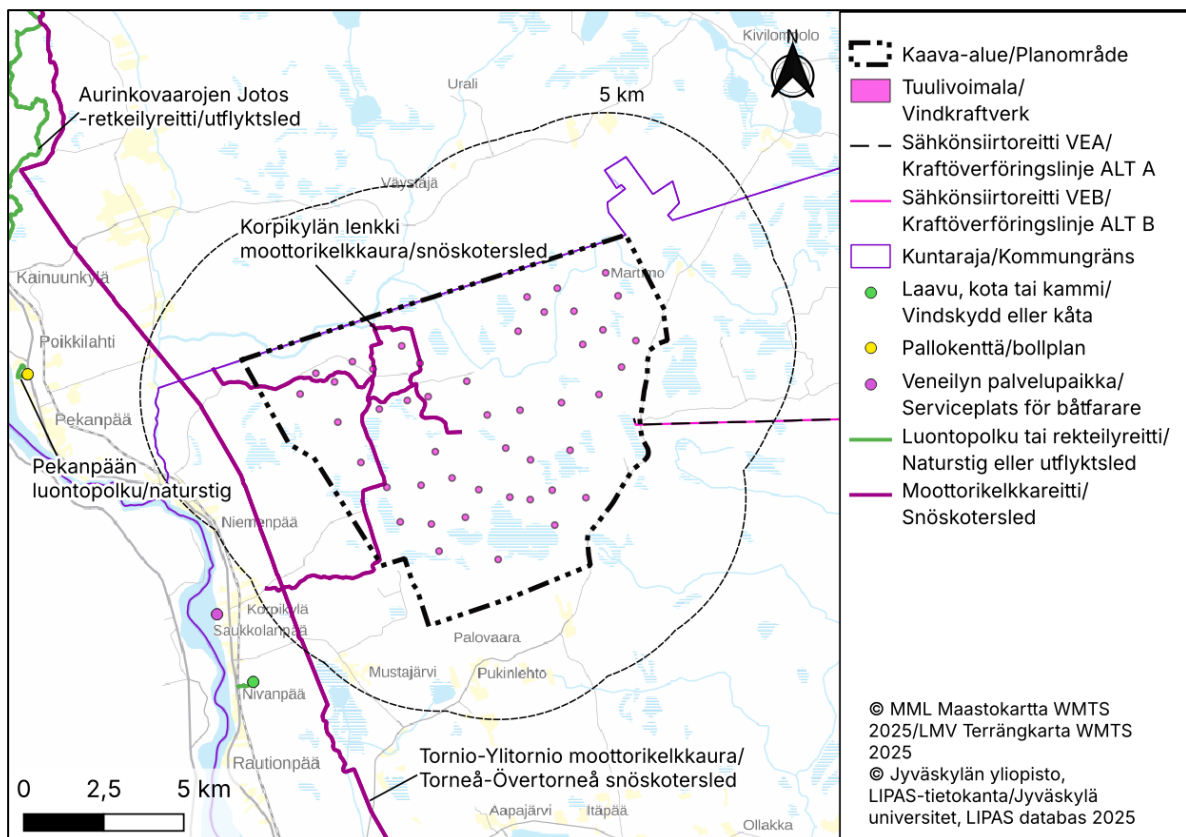 Kivilompolo
N
Urali
5 km
Aurinkovaarojen Jotos
-retkeilyreitti/utflyktsled
Väystäjä
Korpikylän lenkki
moottorikelkkaura/snöskotersled
Kainuunkylä
Martimo
Poikkilahti
Pekanpää
Pekanpään
luontopolku/naturstig
Niemenpää
Korpikylä
Saukkolanpää
Palovaara
Mustajärvi
Pukinlehto
Nivanpää
Rautionpää
Tornio-Ylitornio moottorikelkkaura/
Torneå-Övertorneå snöskotersled
0 2,5 5 km
Aapajärvi
Itäpää
Ollakka
Kaava-alue/Planområde
Tuulivoimala/
Vindkraftverk
Sähkönsiirtoreitti VEA/
Kraftöverföringslinje ALT A
Sähkönsiirtoreitti VEB/
Kraftöverföringslinje ALT B
Kuntaraja/Kommungräns
Laavu, kota tai kammi/
Vindskydd eller kåta
Pallokenttä/bollplan
Veneilyn palvelupaikka/
Serviceplats för båtfarare
Luontopolku tai rekteilyreitti/
Naturstig eller utflyktsled
Moottorikelkkareitti/
Snöskotersled
© MML Maastokartta WMTS
2025/LMV Terrängkarta WMTS
2025
© Jyväskylän yliopisto,
LIPAS-tietokanta/Jyväskylä
universitet, LIPAS databas 2025